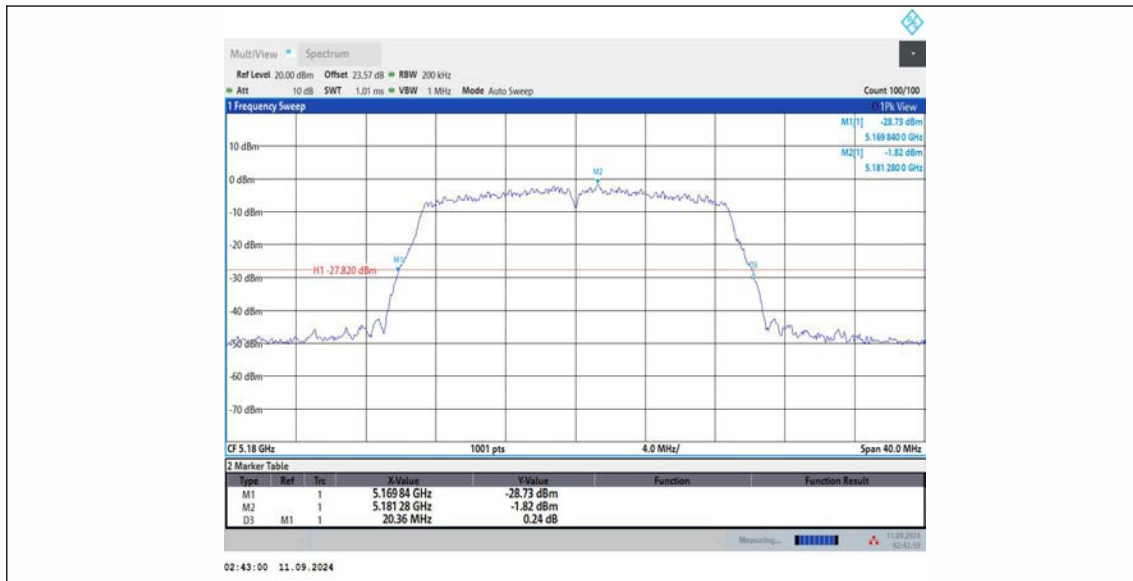 MultiView Spectrum
Ref Level 20.00 dBm Offset 23.57 dB RBW 200 kHz
Att 10 dB SWT 1.01 ms VBW 1 MHz Mode Auto Sweep Count 100/100
1 Frequency Sweep 1Pk View
M1[1] -28.73 dBm
5.169 840 0 GHz
M2[1] -1.82 dBm
5.181 280 0 GHz
10 dBm
M2
0 dBm
-10 dBm
-20 dBm
M1 D3
H1 -27.820 dBm
-30 dBm
-40 dBm
-50 dBm
-60 dBm
-70 dBm
CF 5.18 GHz 1001 pts 4.0 MHz/ Span 40.0 MHz
2 Marker Table
Type Ref Trc X-Value Y-Value Function Function Result
M1 1 5.169 84 GHz -28.73 dBm
M2 1 5.181 28 GHz -1.82 dBm
D3 M1 1 20.36 MHz 0.24 dB
Measuring... 11.09.2024
02:43:00 11.09.2024